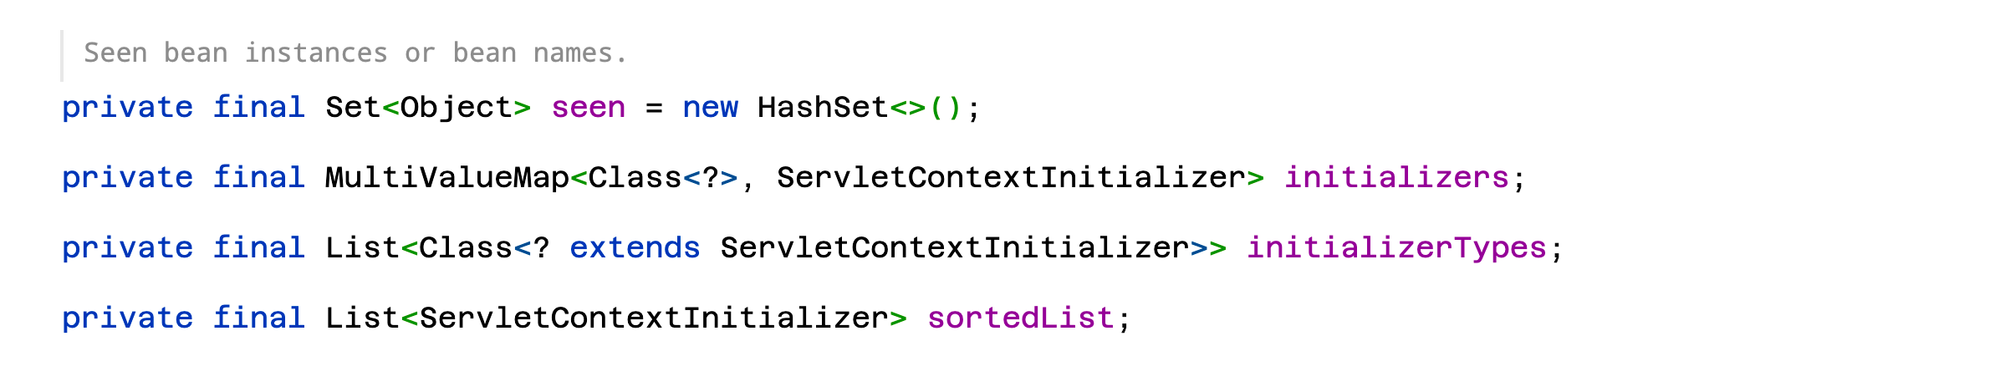 Seen bean instances or bean names.
private final Set<Object> seen = new HashSet<>();
private final MultiValueMap<Class<?>, ServletContextInitializer> initializers;
private final List<Class<? extends ServletContextInitializer>> initializerTypes;
private final List<ServletContextInitializer> sortedList;